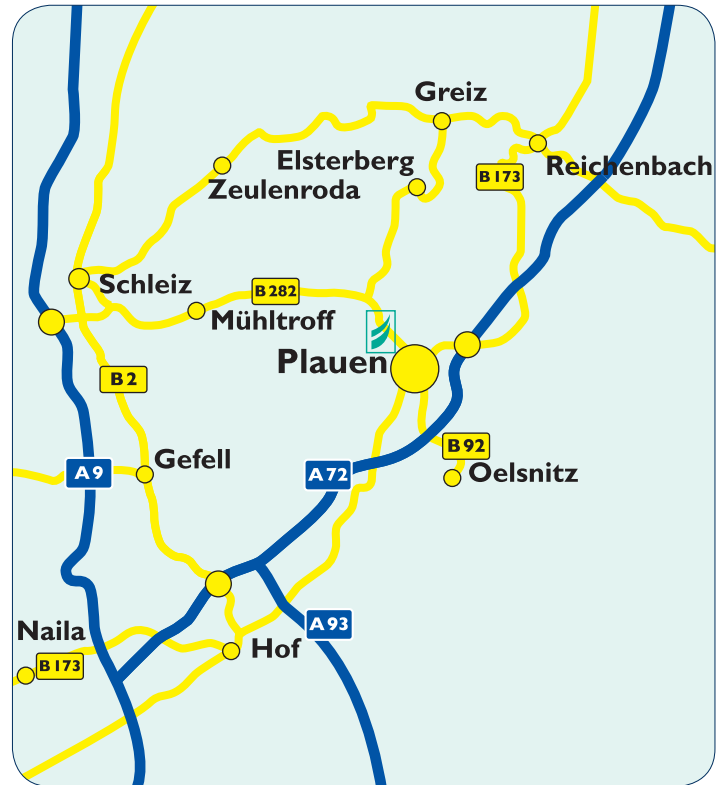 Greiz
Elsterberg
Reichenbach
B 173
Zeulenroda
Schleiz
B 282
Mühltroff
Plauen
B 2
B 92
Gefell
A 9
A 72
Oelsnitz
Naila
A 93
B 173
Hof